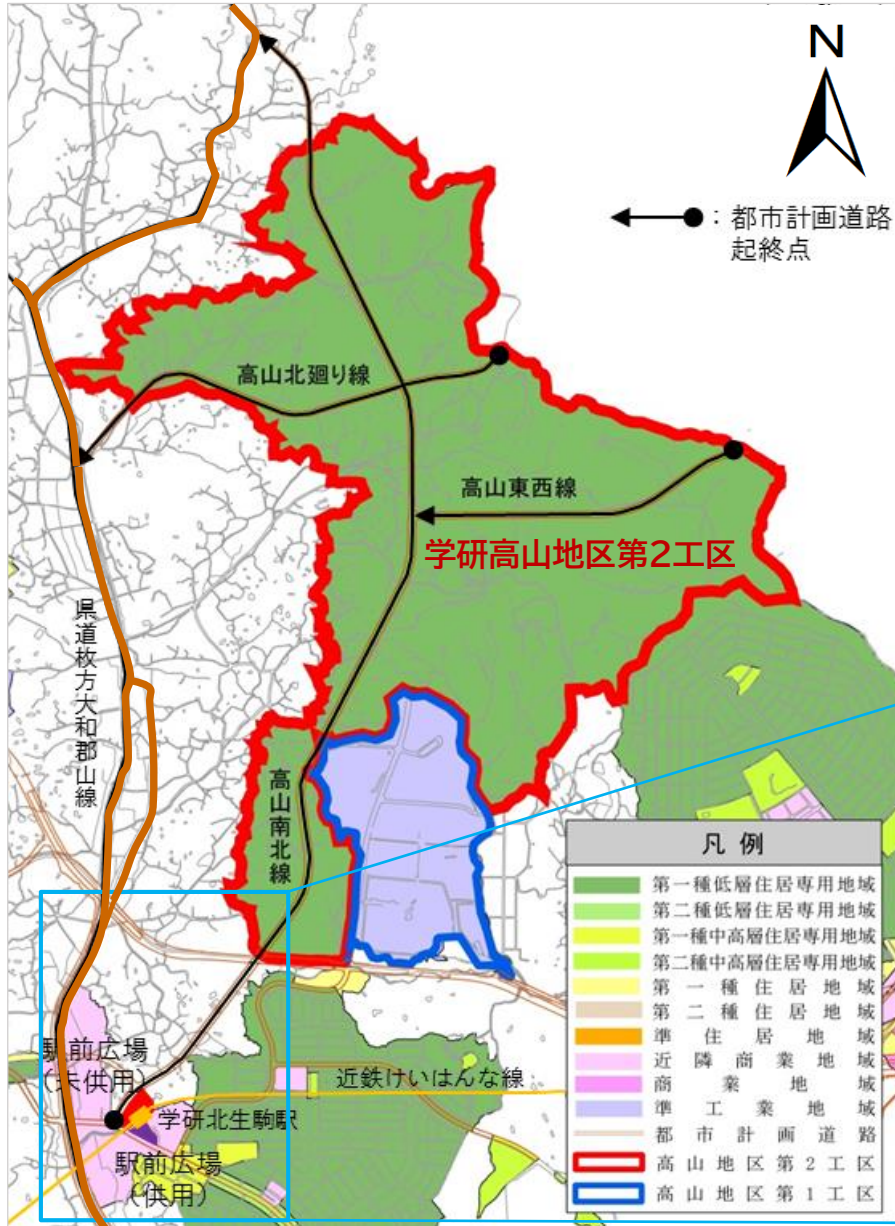 N
：都市計画道路
起終点
高山北廻り線
高山東西線
学研高山地区第2工区
県道枚方大和郡山線
高山南北線
駅前広場
（未供用）
学研北生駒駅
近鉄けいはんな線
駅前広場
（供用）
凡例
第一種低層住居専用地域
第二種低層住居専用地域
第一種中高層住居専用地域
第二種中高層住居専用地域
第一種住居地域
第二種住居地域
準住居地域
近隣商業地域
商業地域
準工業地域
都市計画道路
高山地区第2工区
高山地区第1工区